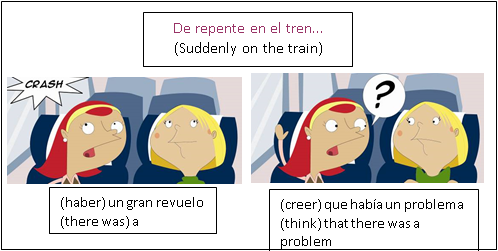 De repente en el tren...
(Suddenly on the train)
CRASH
?
(haber) un gran revuelo
(there was) a
(creer) que había un problema
(think) that there was a
problem